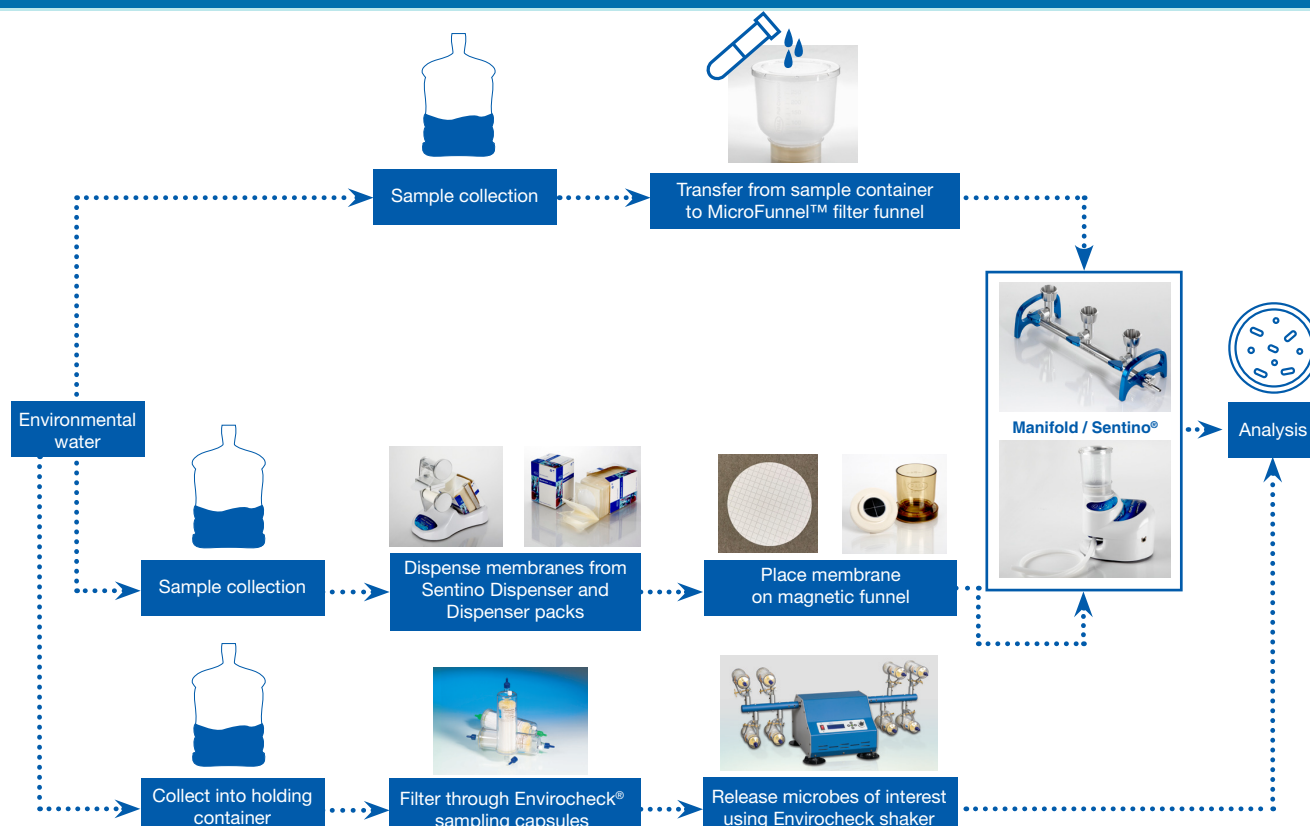 Sample collection
Transfer from sample container
to MicroFunnel™ filter funnel
Environmental
water
Manifold / Sentino®
Analysis
Sample collection
Dispense membranes from
Sentino Dispenser and
Dispenser packs
Place membrane
on magnetic funnel
Collect into holding
container
Filter through Envirocheck®
sampling capsules
Release microbes of interest
using Envirocheck shaker